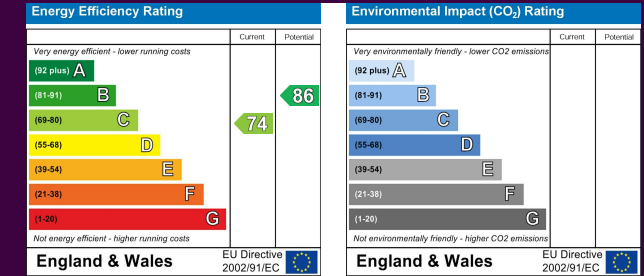 Energy Efficiency Rating
Current Potential
Very energy efficient - lower running costs
(92 plus) A
(81-91) B
86
(69-80) C
74
(55-68) D
(39-54) E
(21-38) F
(1-20) G
Not energy efficient - higher running costs
England & Wales
EU Directive
2002/91/EC
Environmental Impact (CO2) Rating
Current Potential
Very environmentally friendly - lower CO2 emissions
(92 plus) A
(81-91) B
(69-80) C
(55-68) D
(39-54) E
(21-38) F
(1-20) G
Not environmentally friendly - higher CO2 emissions
England & Wales
EU Directive
2002/91/EC